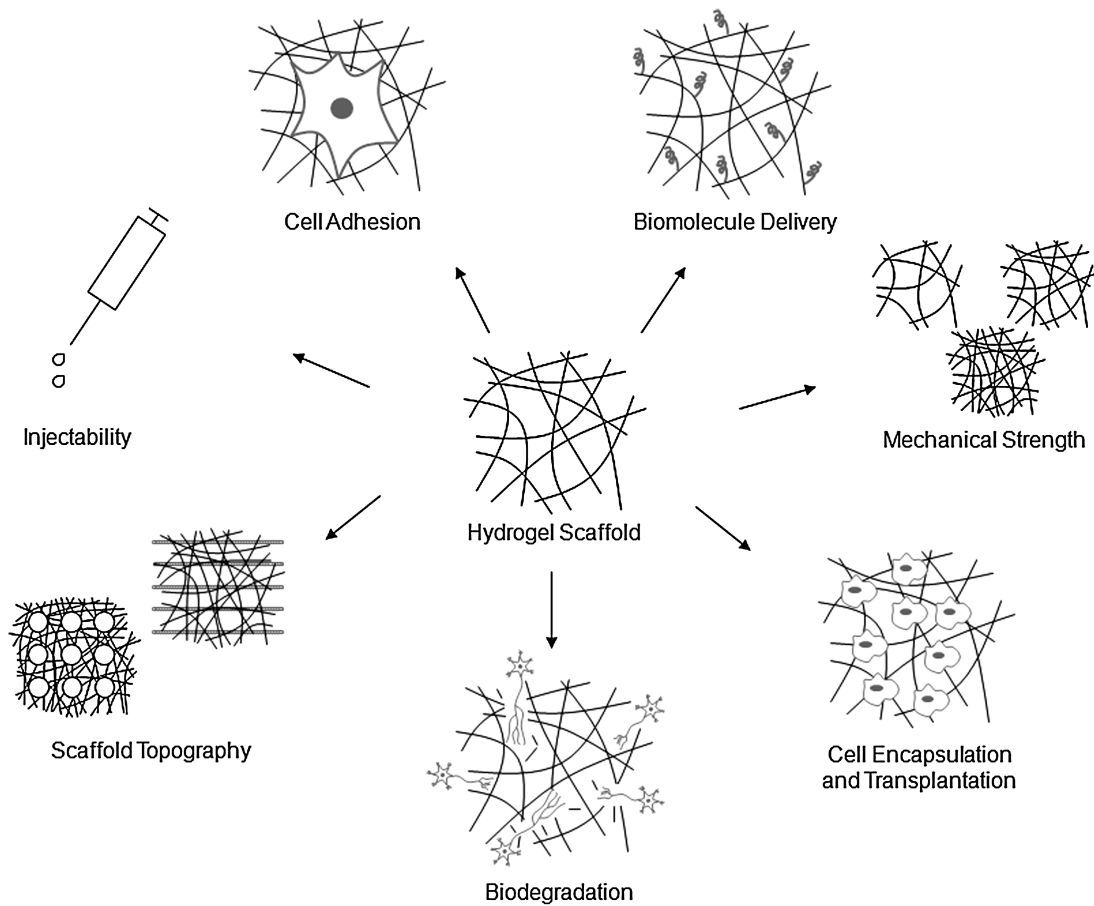 Cell Adhesion
Biomolecule Delivery
Injectability
Mechanical Strength
Hydrogel Scaffold
Scaffold Topography
Cell Encapsulation
and Transplantation
Biodegradation